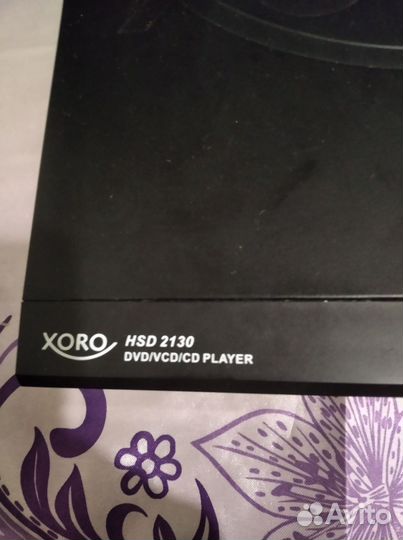 XORO HSD 2130
DVD/VCD/CD PLAYER
Avito